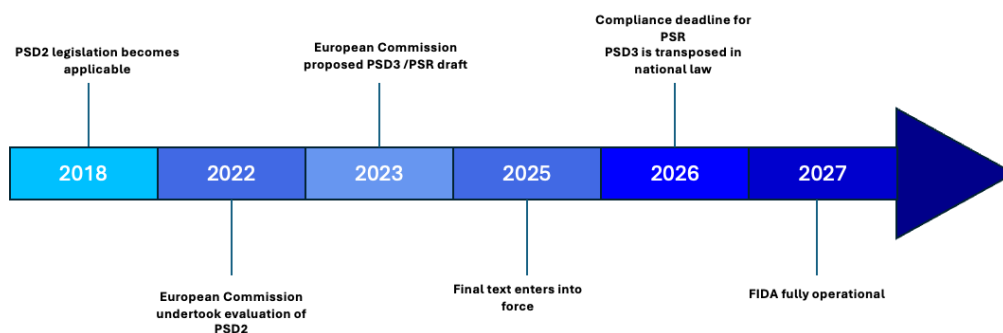 Compliance deadline for
PSR
PSD3 is transposed in
national law
PSD2 legislation becomes
applicable
European Commission
proposed PSD3 /PSR draft
2018
2022
2023
2025
2026
2027
European Commission
undertook evaluation of
PSD2
Final text enters into
force
FIDA fully operational